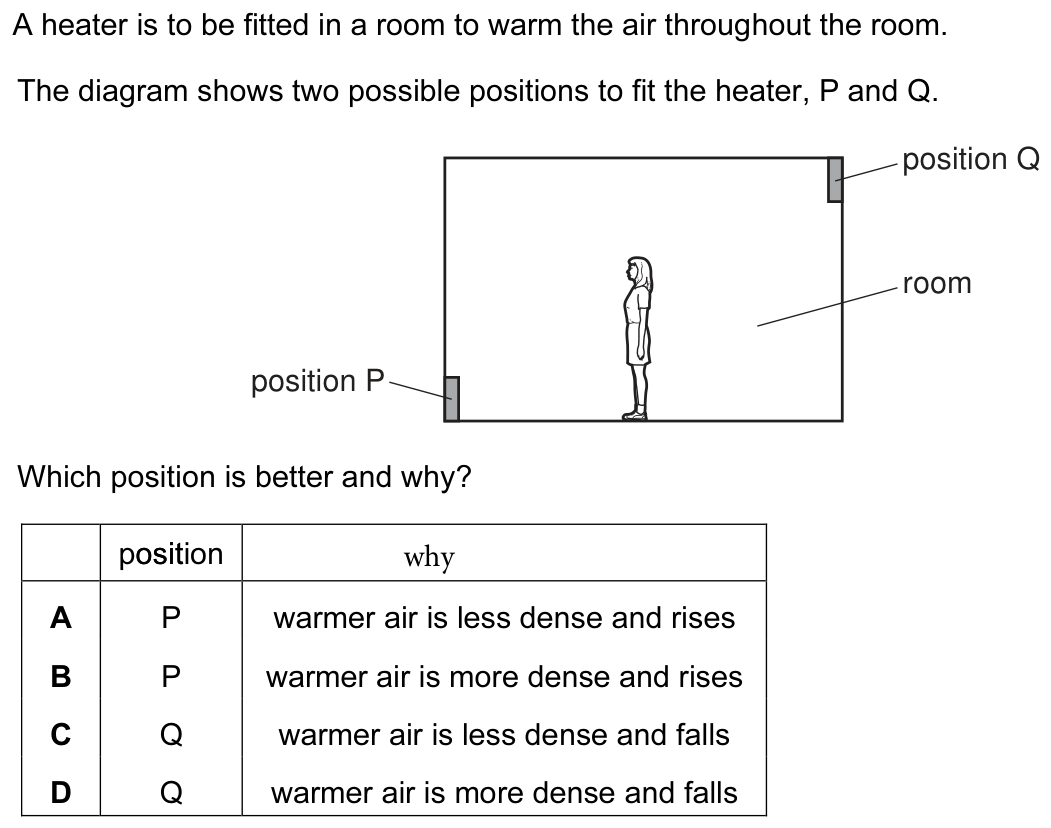 A heater is to be fitted in a room to warm the air throughout the room.
The diagram shows two possible positions to fit the heater, P and Q.
position Q
room
position P
Which position is better and why?
position why
A P warmer air is less dense and rises
B P warmer air is more dense and rises
C Q warmer air is less dense and falls
D Q warmer air is more dense and falls